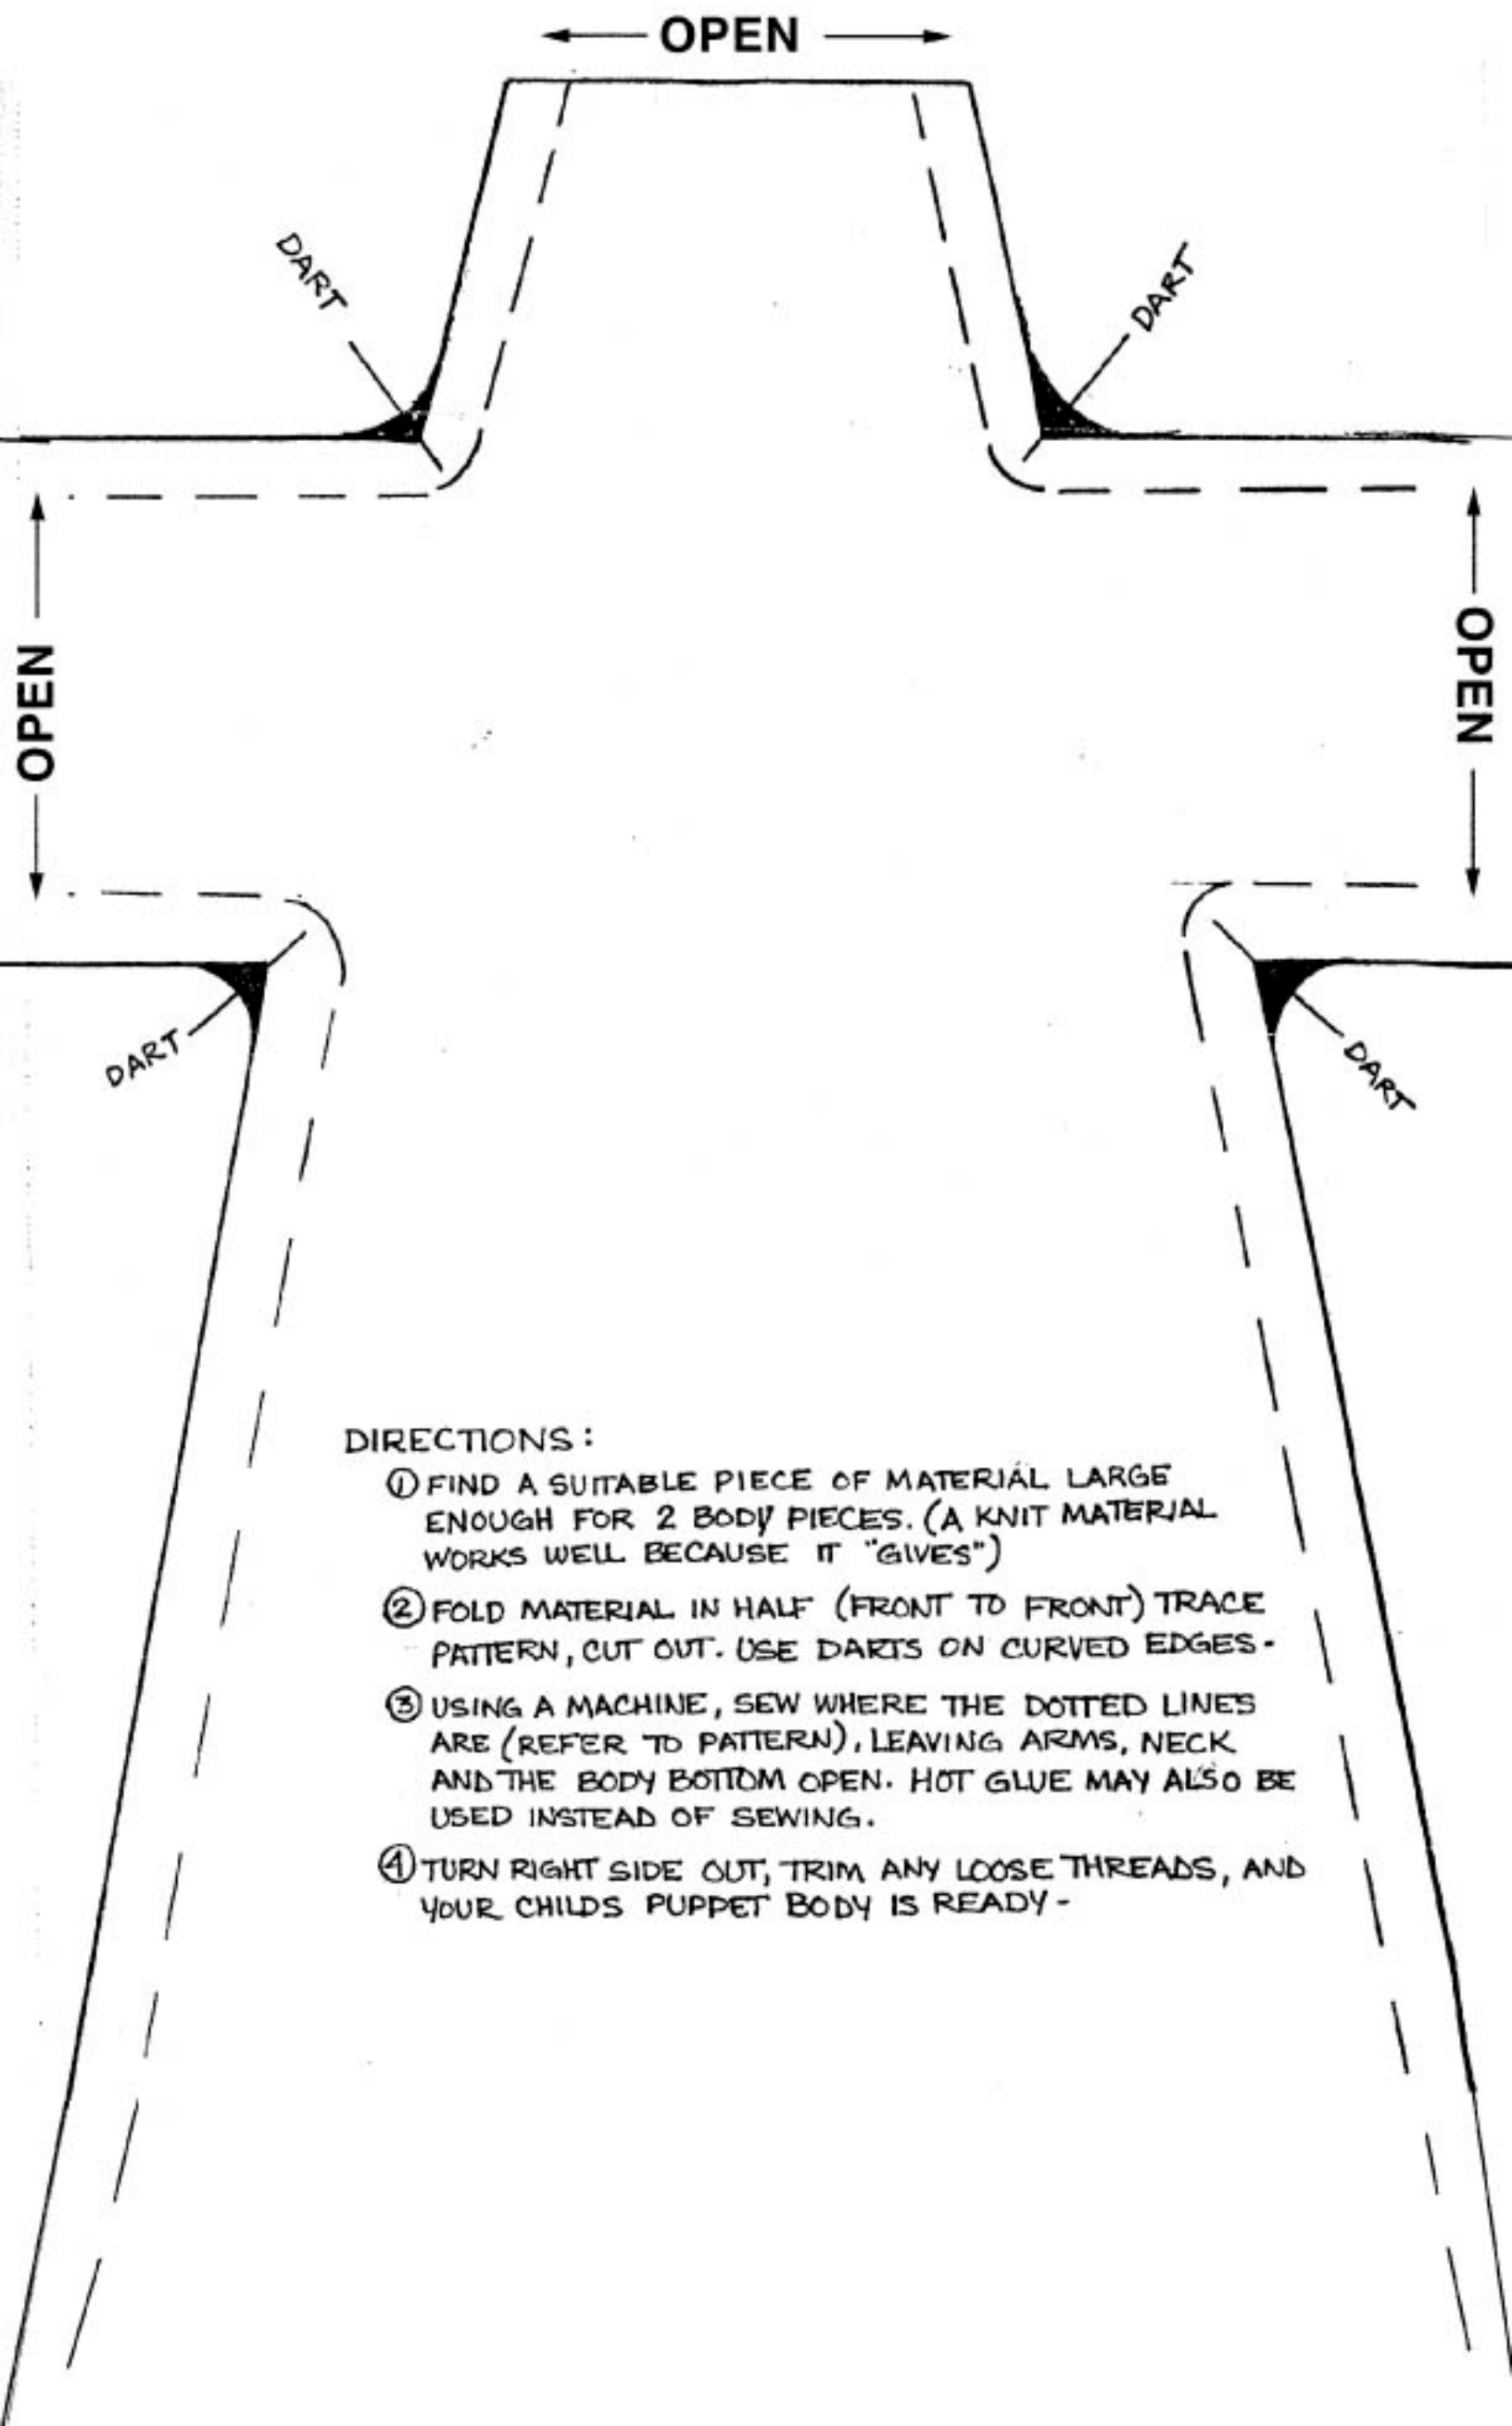 OPEN
DART
DART
OPEN
OPEN
DART
DART
DIRECTIONS:
① FIND A SUITABLE PIECE OF MATERIAL LARGE
ENOUGH FOR 2 BODY PIECES. (A KNIT MATERIAL
WORKS WELL BECAUSE IT "GIVES")
② FOLD MATERIAL IN HALF (FRONT TO FRONT) TRACE
PATTERN, CUT OUT. USE DARTS ON CURVED EDGES-
③ USING A MACHINE, SEW WHERE THE DOTTED LINES
ARE (REFER TO PATTERN), LEAVING ARMS, NECK
AND THE BODY BOTTOM OPEN. HOT GLUE MAY ALSO BE
USED INSTEAD OF SEWING.
④ TURN RIGHT SIDE OUT, TRIM ANY LOOSE THREADS, AND
YOUR CHILDS PUPPET BODY IS READY-